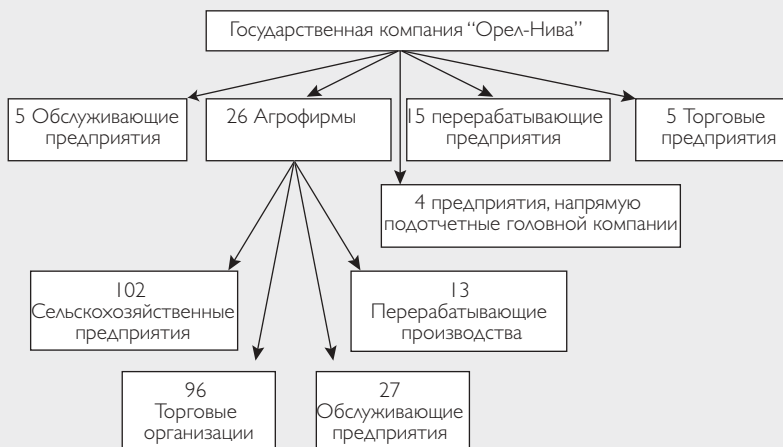 Государственная компания “Орел-Нива”
5 Обслуживающие
предприятия
26 Агрофирмы
15 перерабатывающие
предприятия
5 Торговые
предприятия
4 предприятия, напрямую
подотчетные головной компании
102
Сельскохозяйственные
предприятия
13
Перерабатывающие
производства
96
Торговые
организации
27
Обслуживающие
предприятия